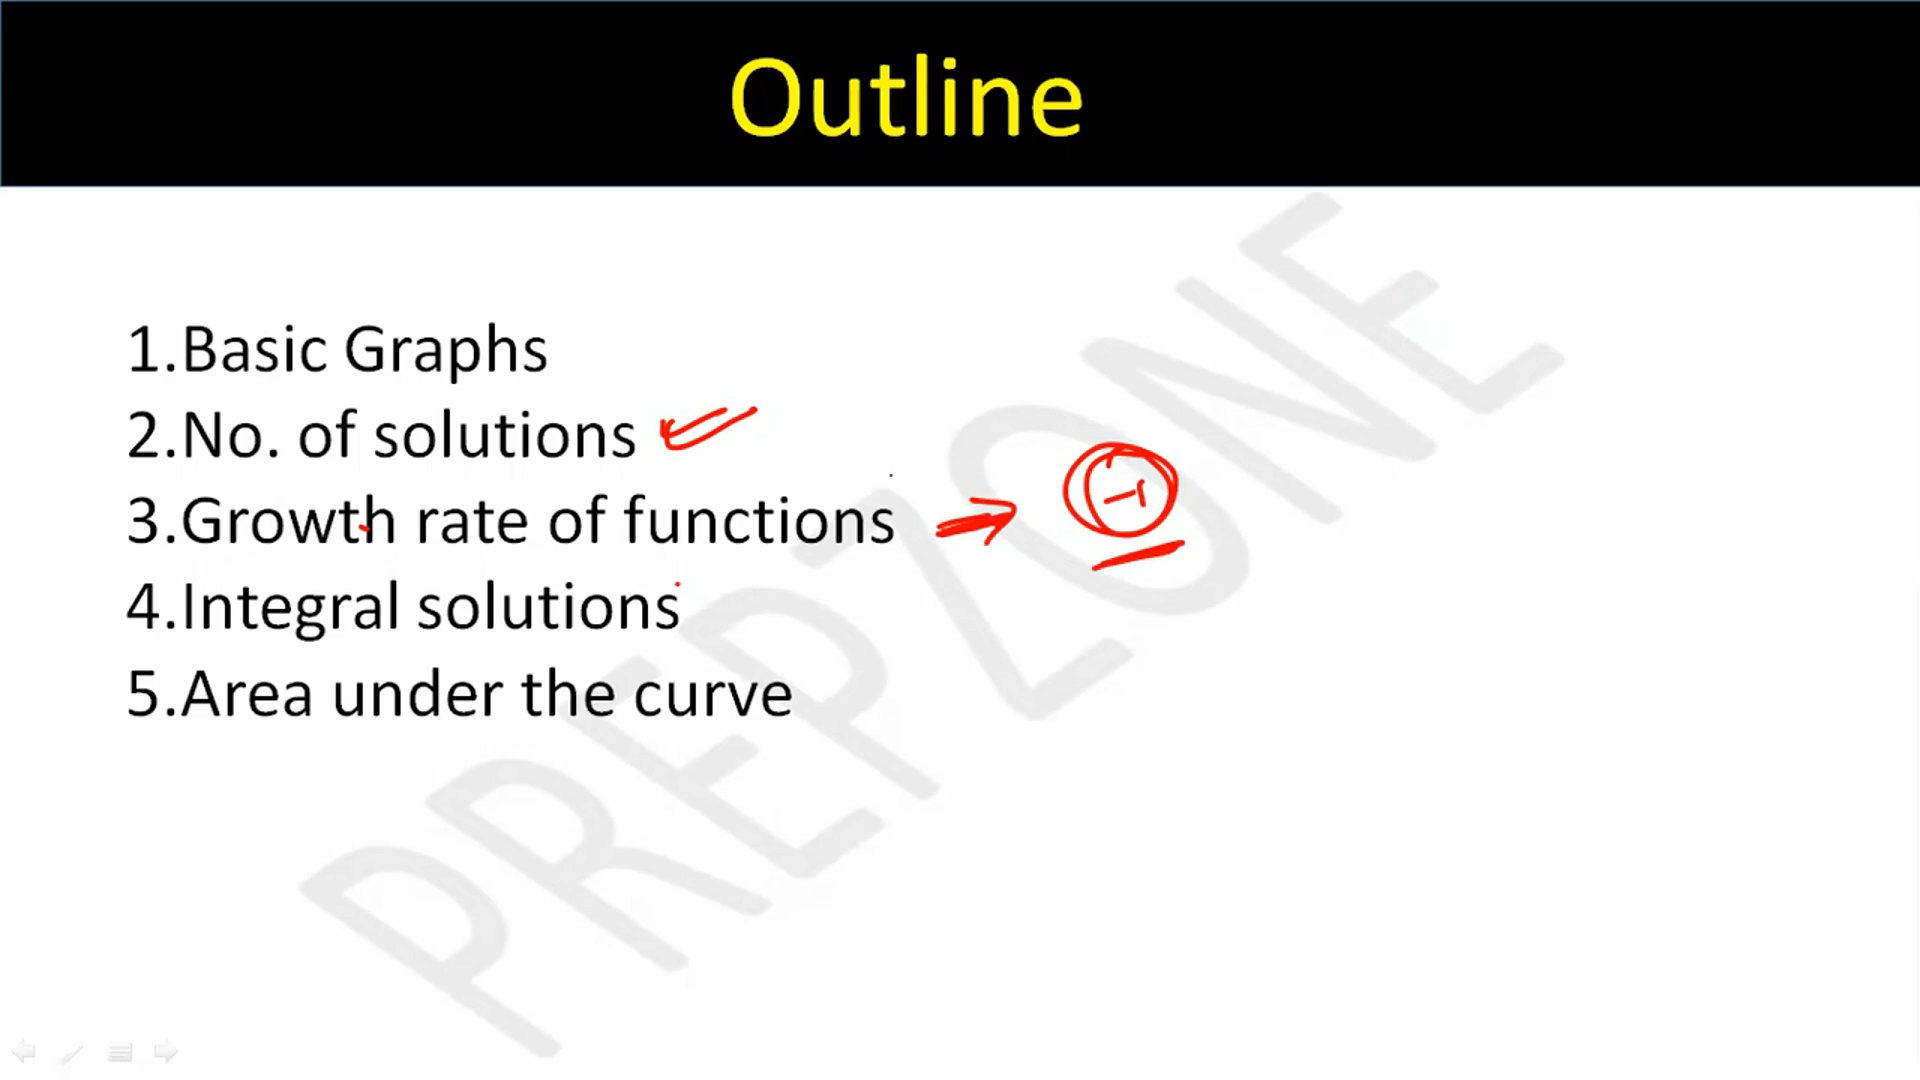 Outline
1.Basic Graphs
2.No. of solutions
3.Growth rate of functions
-1
4.Integral solutions
5.Area under the curve
PREPZONE